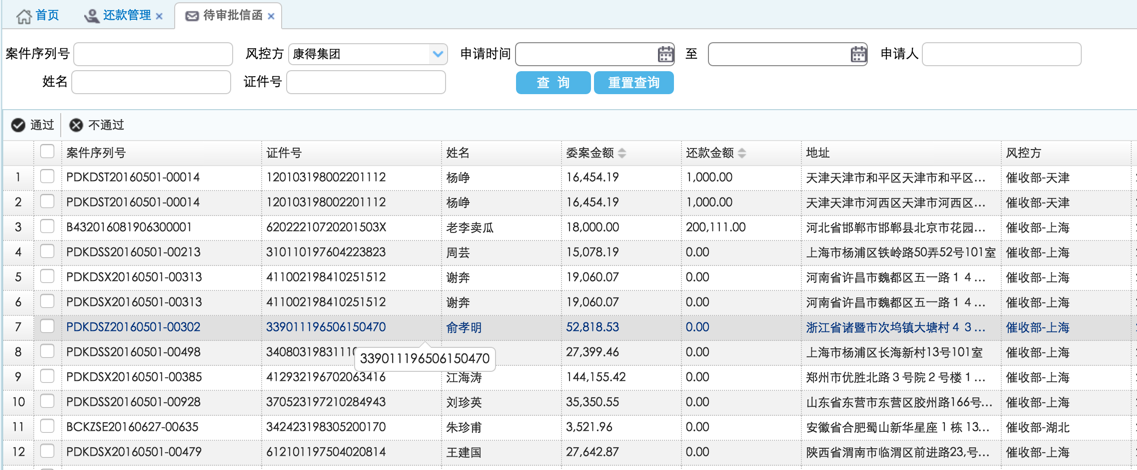 首页 还款管理 × 待审批信函 ×
案件序列号 风控方 康得集团 申请时间 至 申请人
姓名 证件号 查 询 重置查询
通过 不通过
案件序列号 证件号 姓名 委案金额 还款金额 地址 风控方
1 PDKDST20160501-00014 120103198002201112 杨峥 16,454.19 1,000.00 天津天津市和平区天津市和平区... 催收部-天津
2 PDKDST20160501-00014 120103198002201112 杨峥 16,454.19 1,000.00 天津天津市河西区天津市河西区... 催收部-天津
3 B432016081906300001 62022210720201503X 老李卖瓜 18,000.00 200,111.00 河北省邯郸市邯郸县北京市花园... 催收部-上海
4 PDKDSS20160501-00213 310110197604223823 周芸 15,078.19 0.00 上海市杨浦区铁岭路50弄52号101室 催收部-上海
5 PDKDSX20160501-00313 411002198410251512 谢奔 19,060.07 0.00 河南省许昌市魏都区五一路１４... 催收部-上海
6 PDKDSX20160501-00313 411002198410251512 谢奔 19,060.07 0.00 河南省许昌市魏都区五一路１４... 催收部-上海
7 PDKDSZ20160501-00302 339011196506150470 俞孝明 52,818.53 0.00 浙江省诸暨市次坞镇大塘村４３... 催收部-上海
8 PDKDSS20160501-00498 34080319831110 27,399.46 0.00 上海市杨浦区长海新村13号101室 催收部-上海
339011196506150470
9 PDKDSX20160501-00385 412932196702063416 江海涛 144,155.42 0.00 郑州市优胜北路３号院２号楼１... 催收部-上海
10 PDKDSS20160501-00928 370523197210284943 刘珍英 35,350.55 0.00 山东省东营市东营区胶州路166号... 催收部-上海
11 BCKZSE20160627-00635 342423198305200170 朱珍甫 3,521.96 0.00 安徽省合肥蜀山新华星座１栋 13... 催收部-湖北
12 PDKDSX20160501-00479 612101197504020814 王建国 27,642.87 0.00 陕西省渭南市临渭区前进路23,号... 催收部-上海